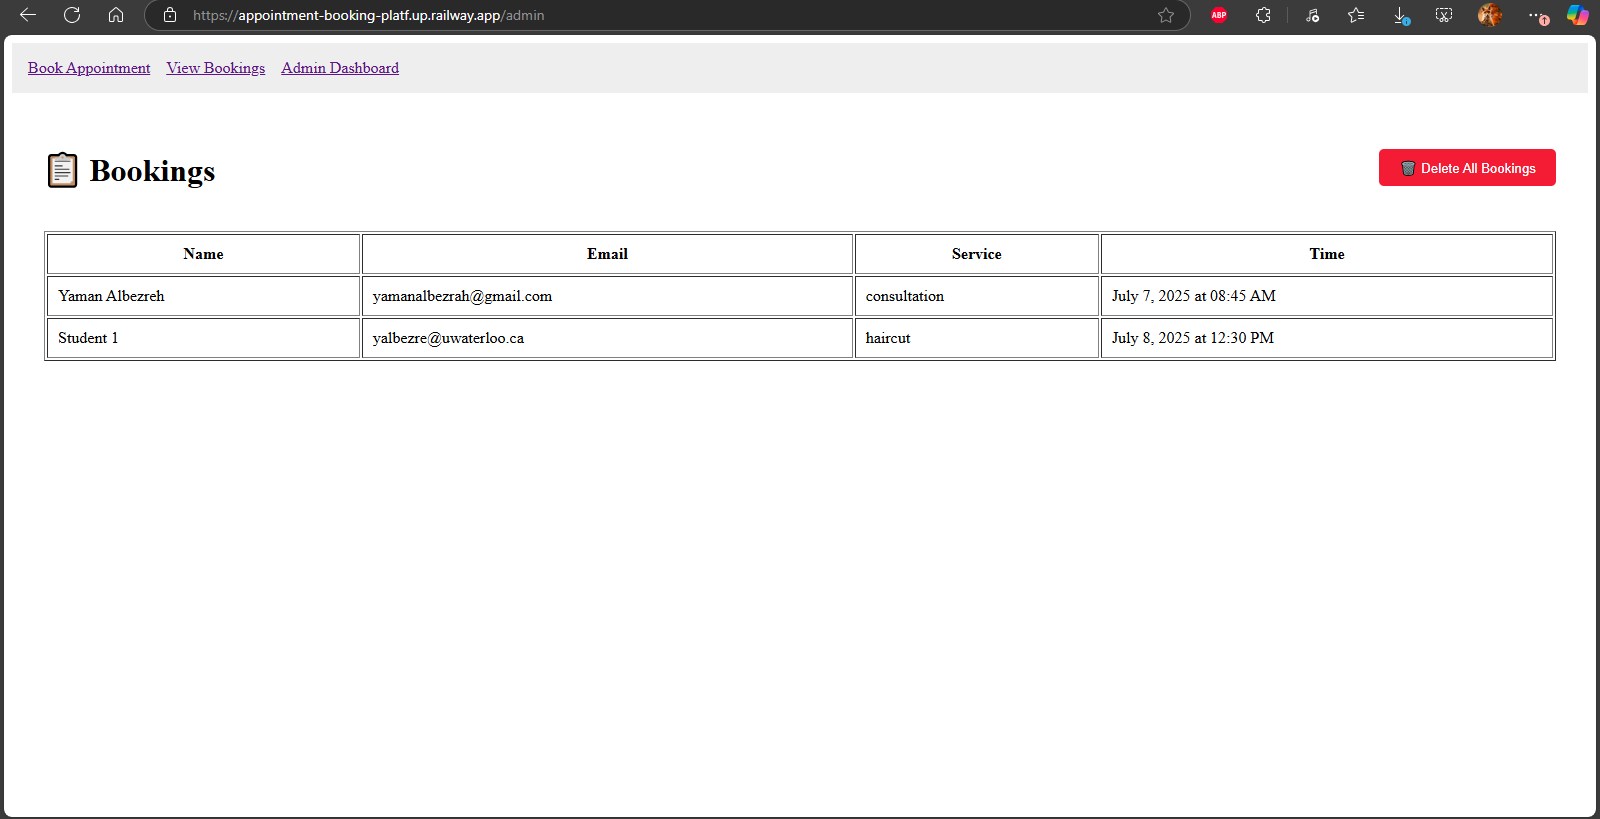 https://appointment-booking-platf.up.railway.app/admin
ABP
Book Appointment View Bookings Admin Dashboard
Bookings
Delete All Bookings
Name Email Service Time
Yaman Albezreh yamanalbezrah@gmail.com consultation July 7, 2025 at 08:45 AM
Student 1 yalbezre@uwaterloo.ca haircut July 8, 2025 at 12:30 PM